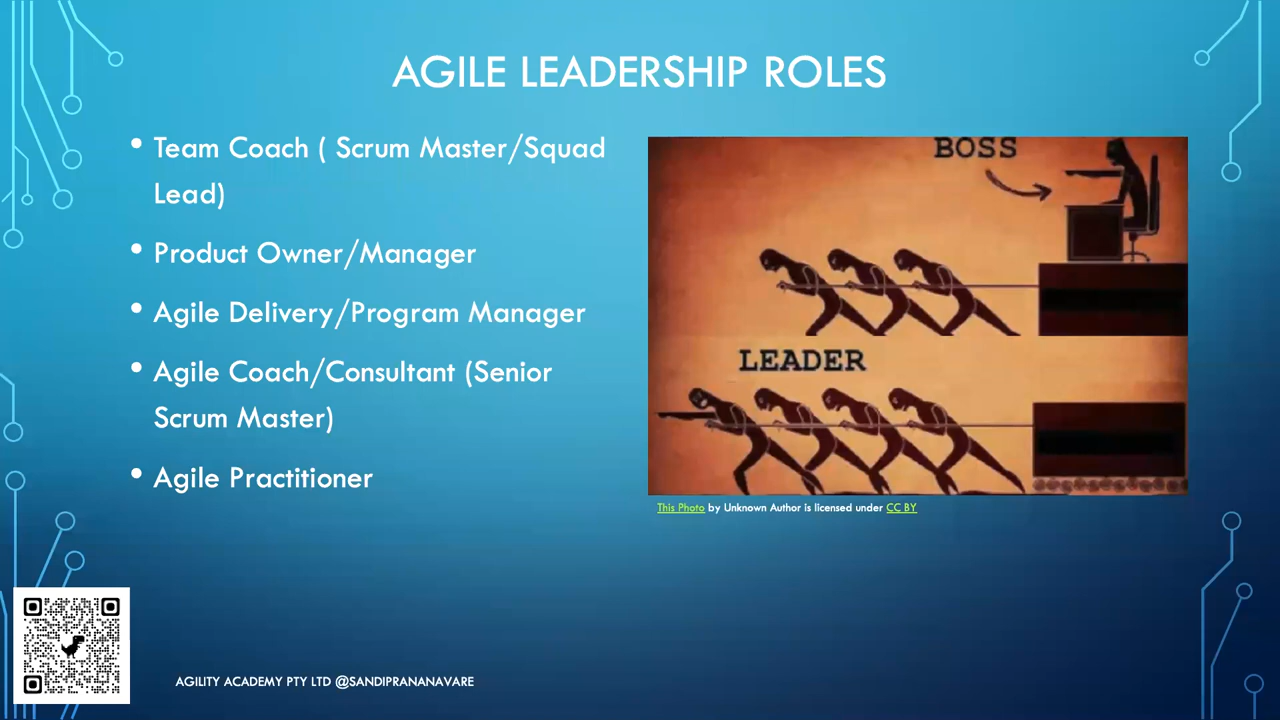 AGILE LEADERSHIP ROLES
• Team Coach ( Scrum Master/Squad
Lead)
• Product Owner/Manager
• Agile Delivery/Program Manager
• Agile Coach/Consultant (Senior
Scrum Master)
• Agile Practitioner
BOSS
LEADER
This Photo by Unknown Author is licensed under CC BY
AGILITY ACADEMY PTY LTD @SANDIPRANANAVARE